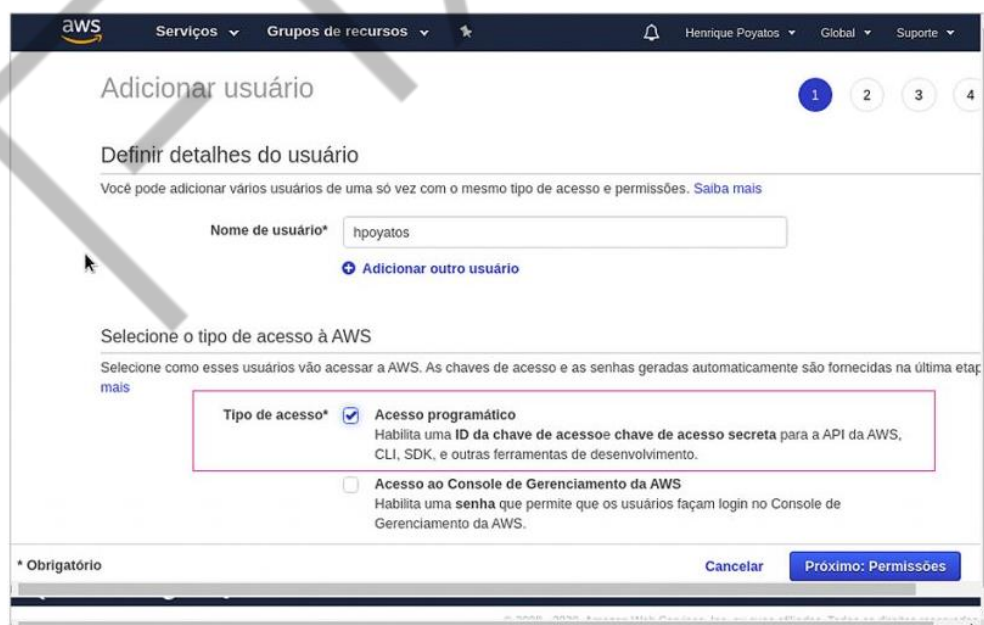 aws Serviços Grupos de recursos Henrique Poyatos Global Suporte
Adicionar usuário
1 2 3 4
Definir detalhes do usuário
Você pode adicionar vários usuários de uma só vez com o mesmo tipo de acesso e permissões. Saiba mais
Nome de usuário* hpoyatos
Adicionar outro usuário
Selecione o tipo de acesso à AWS
Selecione como esses usuários vão acessar a AWS. As chaves de acesso e as senhas geradas automaticamente são fornecidas na última etap
mais
Tipo de acesso* Acesso programático
Habilita uma ID da chave de acessoe chave de acesso secreta para a API da AWS,
CLI, SDK, e outras ferramentas de desenvolvimento.
Acesso ao Console de Gerenciamento da AWS
Habilita uma senha que permite que os usuários façam login no Console de
Gerenciamento da AWS.
* Obrigatório Cancelar Próximo: Permissões